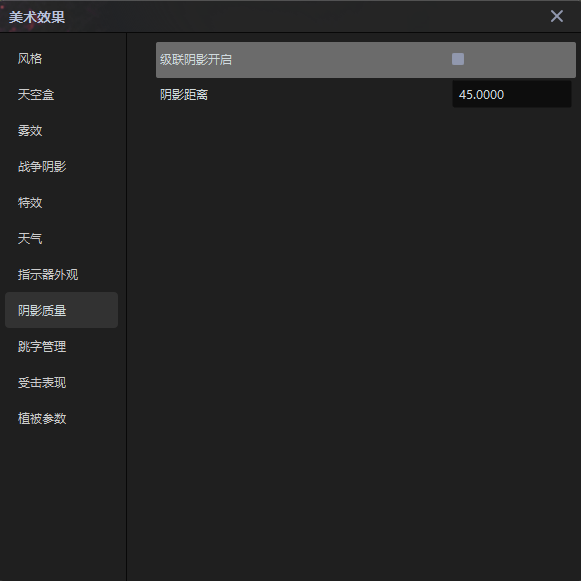 美术效果
风格
天空盒
雾效
战争阴影
特效
天气
指示器外观
阴影质量
跳字管理
受击表现
植被参数
级联阴影开启
阴影距离 45.0000